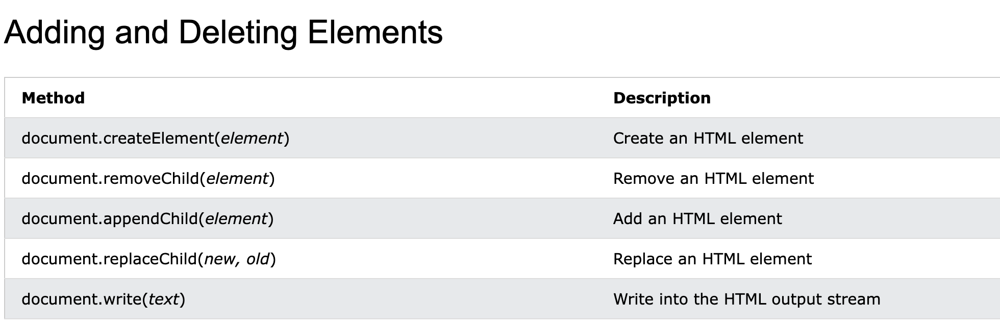 Adding and Deleting Elements
Method Description
document.createElement(element) Create an HTML element
document.removeChild(element) Remove an HTML element
document.appendChild(element) Add an HTML element
document.replaceChild(new, old) Replace an HTML element
document.write(text) Write into the HTML output stream